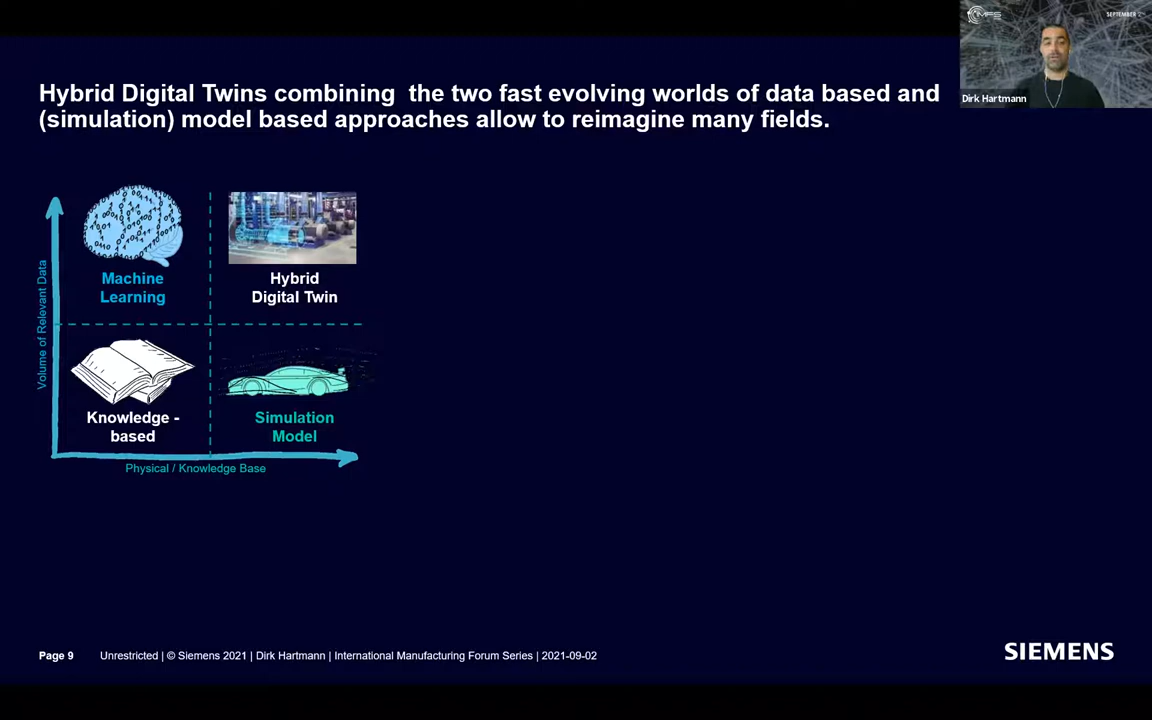 Hybrid Digital Twins combining the two fast evolving worlds of data based and
(simulation) model based approaches allow to reimagine many fields.
MFS
SEPTEMBER
Dirk Hartmann
Volume of Relevant Data
Machine
Learning
Hybrid
Digital Twin
Knowledge -
based
Simulation
Model
Physical / Knowledge Base
Page 9
Unrestricted | © Siemens 2021 | Dirk Hartmann | International Manufacturing Forum Series | 2021-09-02
SIEMENS